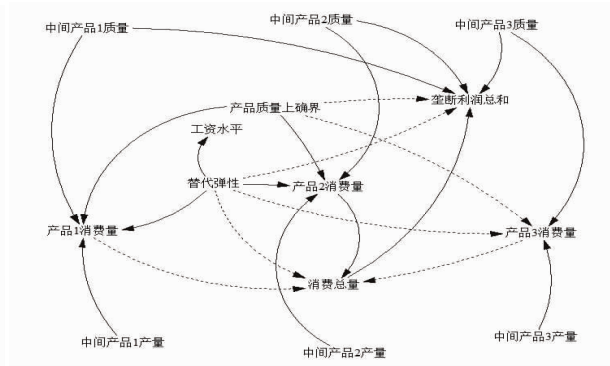 中间产品1质量
中间产品2质量
中间产品3质量
垄断利润总和
产品质量上确界
工资水平
替代弹性
产品2消费量
产品1消费量
产品3消费量
消费总量
中间产品1产量
中间产品2产量
中间产品3产量